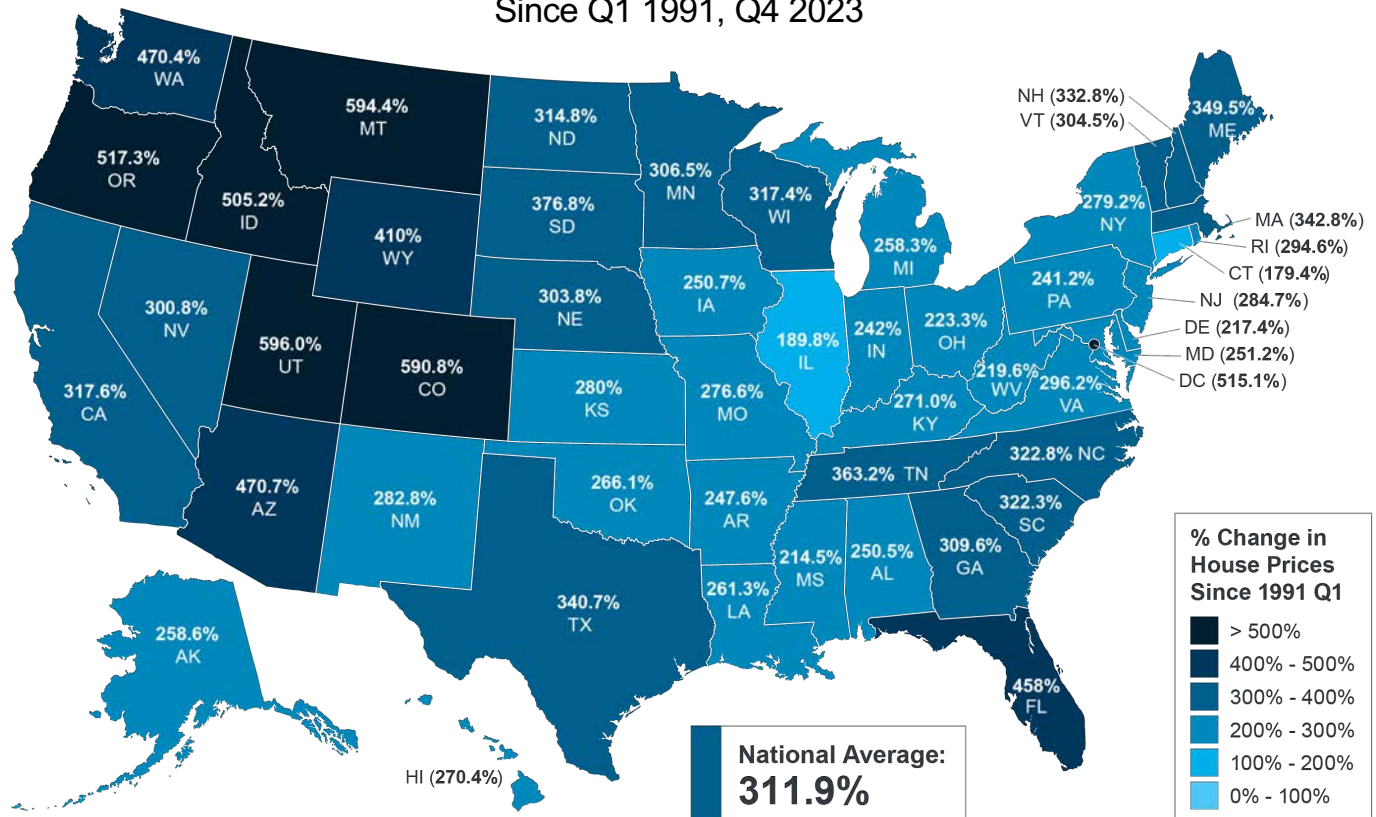 Since Q1 1991, Q4 2023
470.4%
WA
594.4%
MT
314.8%
ND
306.5%
MN
317.4%
WI
NH (332.8%)
VT (304.5%)
349.5%
ME
517.3%
OR
505.2%
ID
410%
WY
376.8%
SD
258.3%
MI
279.2%
NY
MA (342.8%)
RI (294.6%)
CT (179.4%)
NJ (284.7%)
DE (217.4%)
MD (251.2%)
DC (515.1%)
300.8%
NV
596.0%
UT
590.8%
CO
303.8%
NE
250.7%
IA
189.8%
IL
242%
IN
223.3%
OH
241.2%
PA
317.6%
CA
280%
KS
276.6%
MO
271.0%
KY
219.6%
WV
296.2%
VA
470.7%
AZ
282.8%
NM
266.1%
OK
247.6%
AR
363.2% TN
322.8% NC
322.3%
SC
340.7%
TX
261.3%
LA
214.5%
MS
250.5%
AL
309.6%
GA
458%
FL
258.6%
AK
HI (270.4%)
National Average:
311.9%
% Change in
House Prices
Since 1991 Q1
> 500%
400% - 500%
300% - 400%
200% - 300%
100% - 200%
0% - 100%